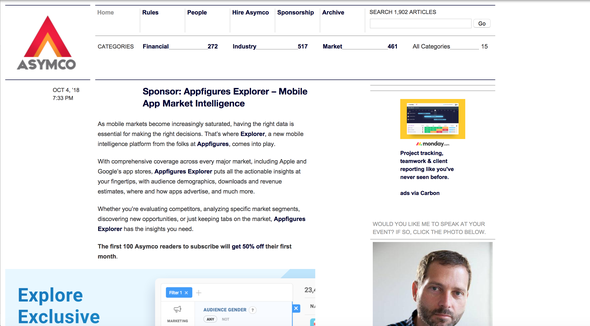 Home Rules People Hire Asymco Sponsorship Archive
SEARCH 1,902 ARTICLES
Go
CATEGORIES Financial 272 Industry 517 Market 461 All Categories 15
ASYMCO
OCT 4, '18
7:33 PM
Sponsor: Appfigures Explorer – Mobile
App Market Intelligence
As mobile markets become increasingly saturated, having the right data is
essential for making the right decisions. That's where Explorer, a new mobile
intelligence platform from the folks at Appfigures, comes into play.
With comprehensive coverage across every major market, including Apple and
Google's app stores, Appfigures Explorer puts all the actionable insights at
your fingertips, with audience demographics, downloads and revenue
estimates, where and how apps advertise, and much more.
Whether you're evaluating competitors, analyzing specific market segments,
discovering new opportunities, or just keeping tabs on the market, Appfigures
Explorer has the insights you need.
The first 100 Asymco readers to subscribe will get 50% off their first
month.
Explore
Exclusive
Filter 1
MARKETING
AUDIENCE GENDER ?
ANY NOT
23,
monday.com
Project tracking,
teamwork & client
reporting like you've
never seen before.
ads via Carbon
WOULD YOU LIKE ME TO SPEAK AT YOUR
EVENT? IF SO, CLICK THE PHOTO BELOW.